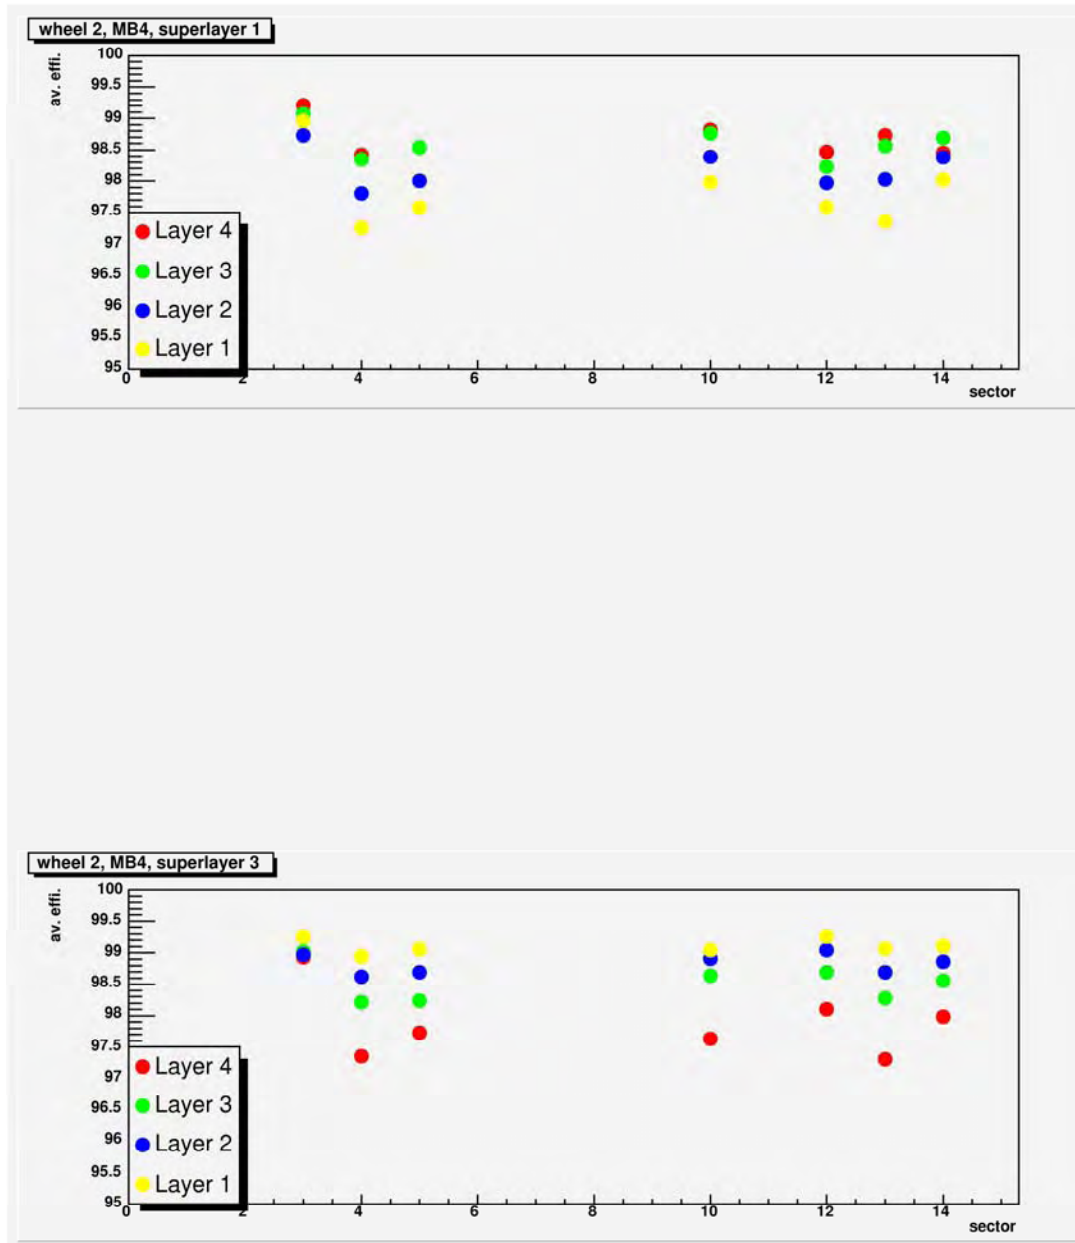 wheel 2, MB4, superlayer 1
av. effi.
100
99.5
99
98.5
98
97.5
97
96.5
96
95.5
95
Layer 4
Layer 3
Layer 2
Layer 1
0 2 4 6 8 10 12 14
sector
wheel 2, MB4, superlayer 3
av. effi.
100
99.5
99
98.5
98
97.5
97
96.5
96
95.5
95
Layer 4
Layer 3
Layer 2
Layer 1
0 2 4 6 8 10 12 14
sector